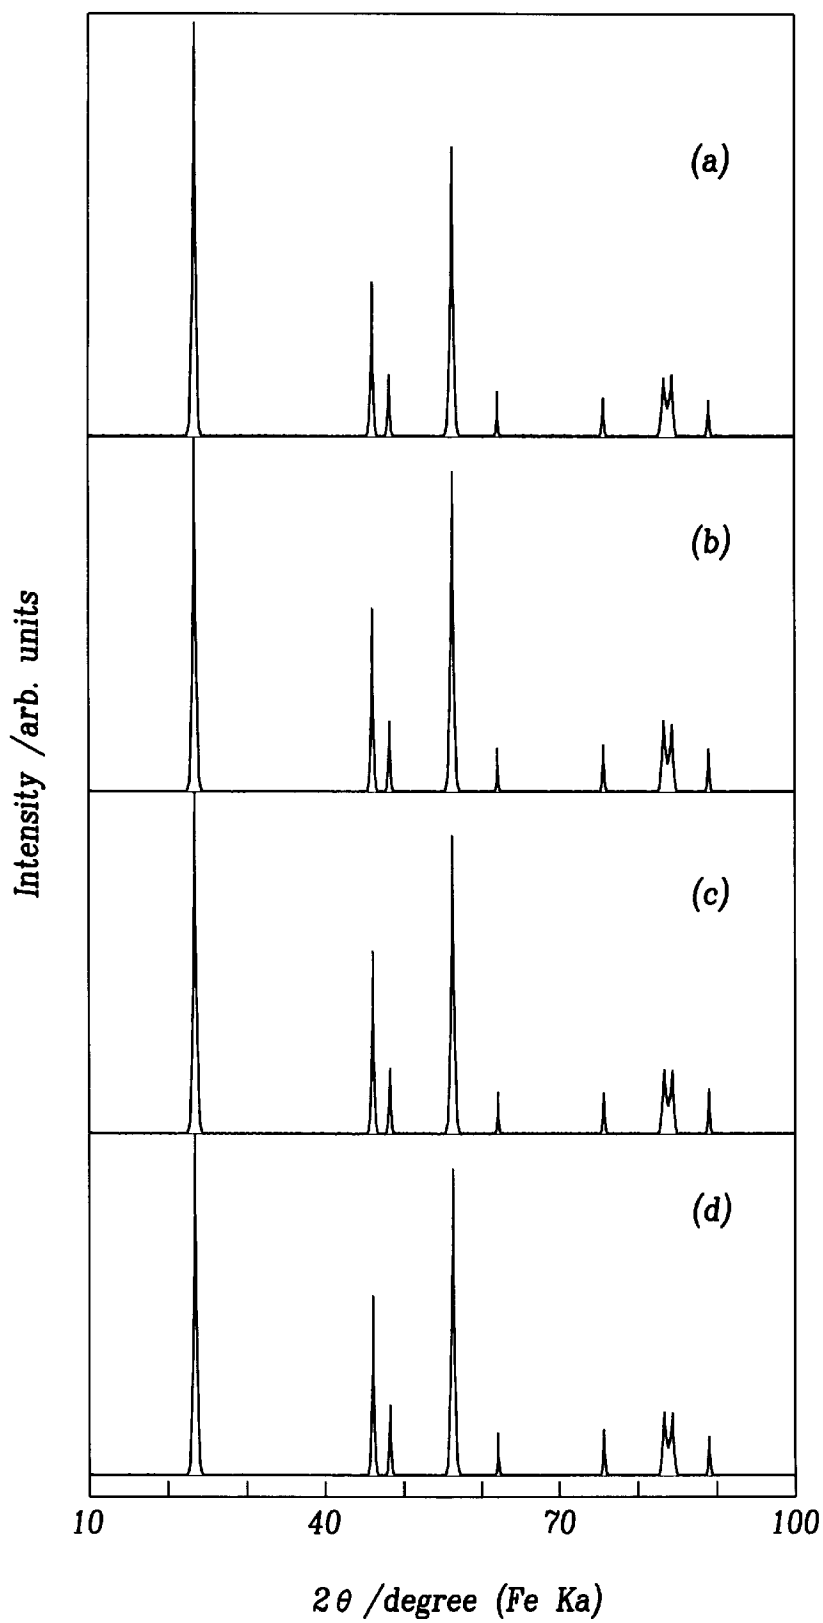 (a)
(b)
(c)
(d)
Intensity /arb. units
10 40 70 100
2θ /degree (Fe Ka)